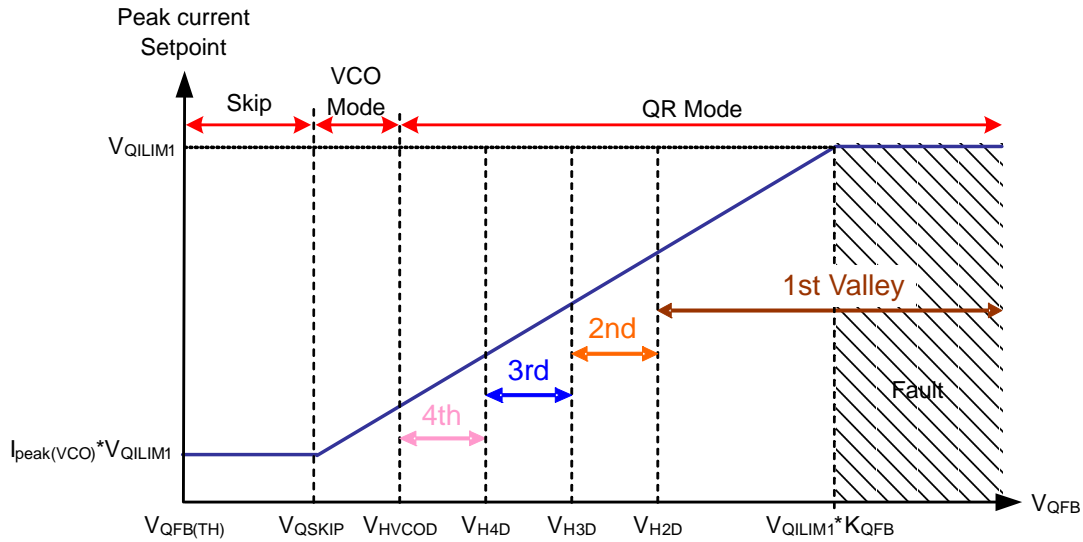 Peak current
Setpoint
Skip
VCO
Mode
QR Mode
VQILIM1
1st Valley
2nd
3rd
4th
Fault
Ipeak(VCO)*VQILIM1
VQFB
VQFB(TH)
VQSKIP
VHVCOD
VH4D
VH3D
VH2D
VQILIM1*KQFB